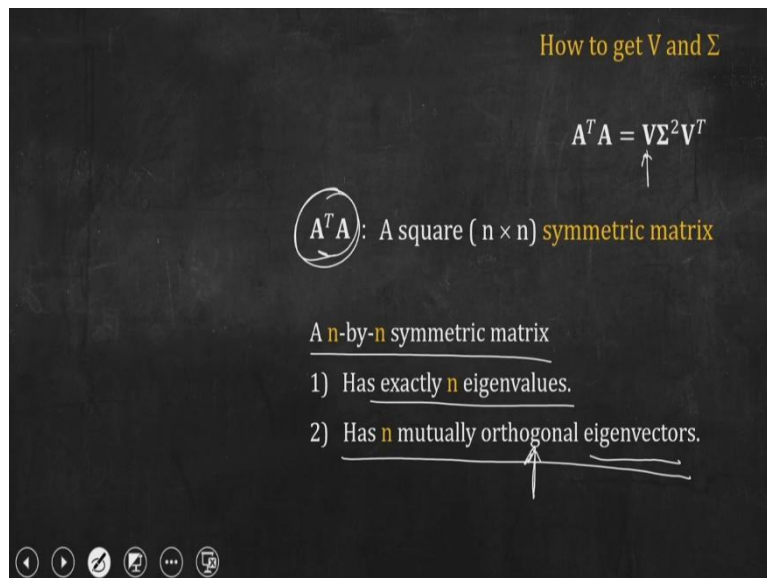 How to get V and Σ
AᵀA = VΣ²Vᵀ
AᵀA: A square ( n × n) symmetric matrix
A n-by-n symmetric matrix
1) Has exactly n eigenvalues.
2) Has n mutually orthogonal eigenvectors.